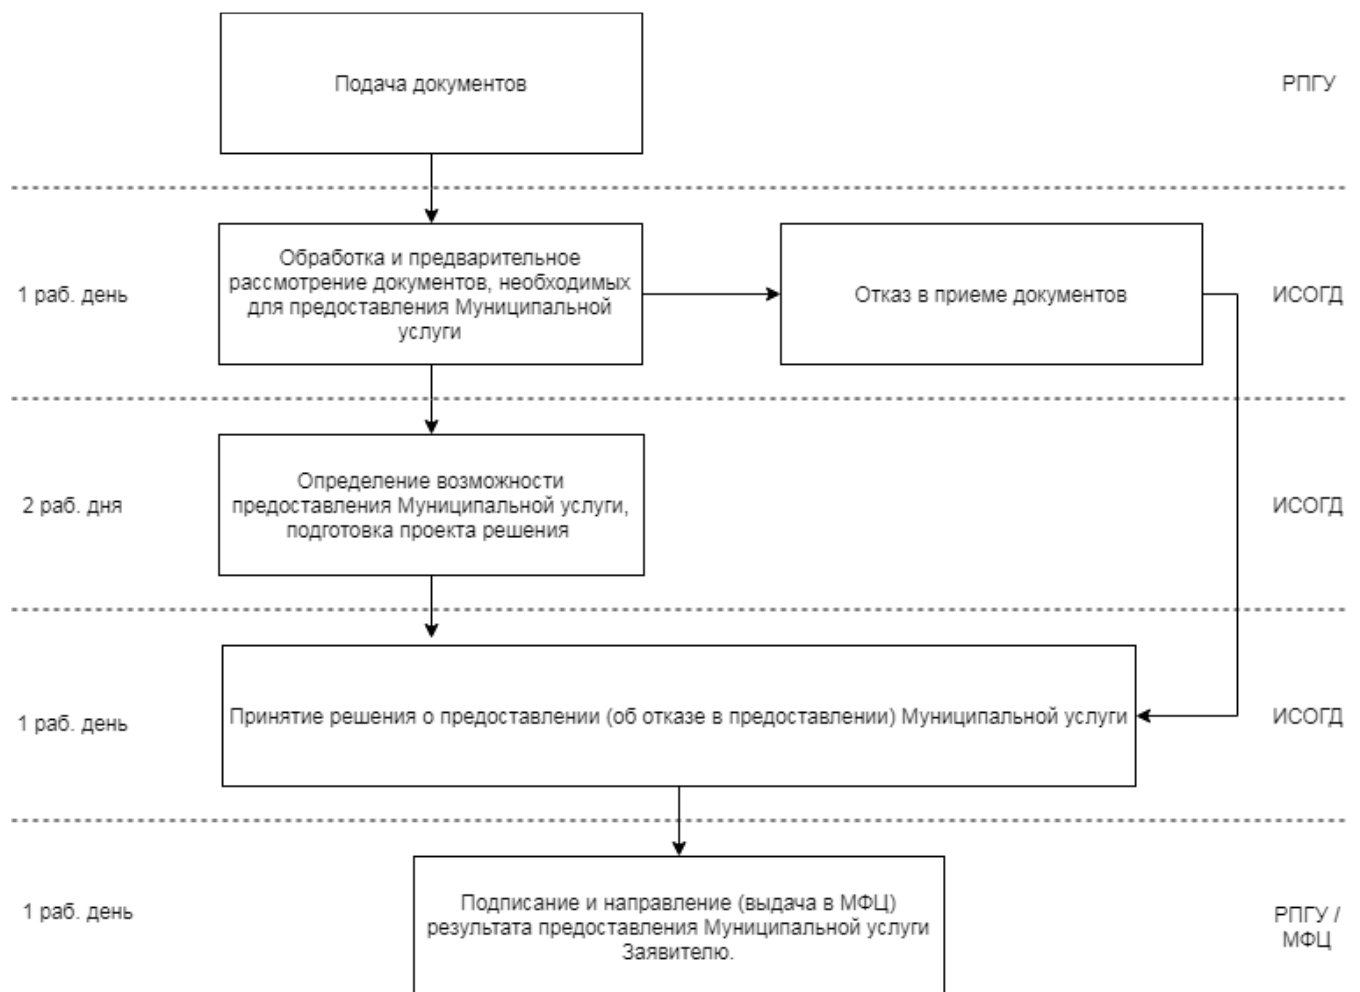 Подача документов
РПГУ
1 раб. день
Обработка и предварительное
рассмотрение документов, необходимых
для предоставления Муниципальной
услуги
Отказ в приеме документов
ИСОГД
2 раб. дня
Определение возможности
предоставления Муниципальной услуги,
подготовка проекта решения
ИСОГД
1 раб. день
Принятие решения о предоставлении (об отказе в предоставлении) Муниципальной услуги
ИСОГД
1 раб. день
Подписание и направление (выдача в МФЦ)
результата предоставления Муниципальной услуги
Заявителю.
РПГУ /
МФЦ